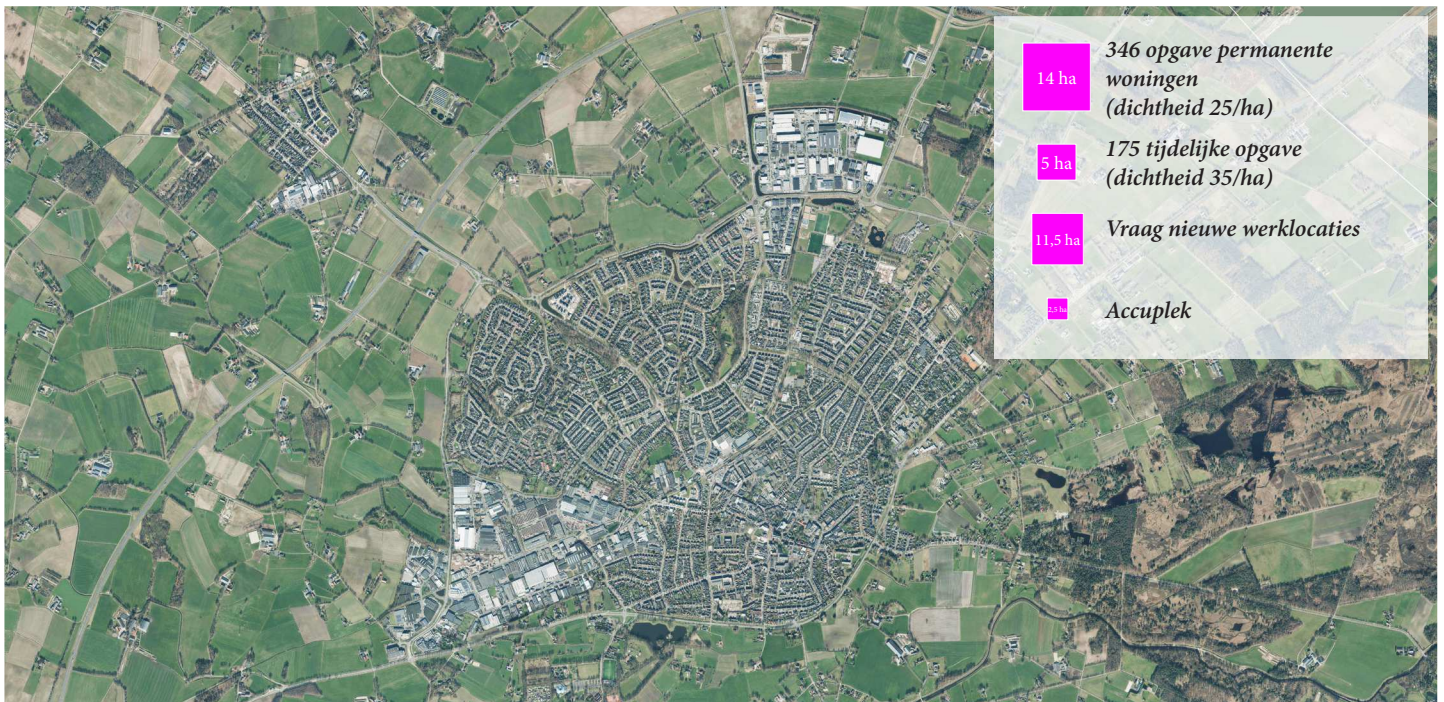 14 ha
346 opgave permanente
woningen
(dichtheid 25/ha)
5 ha
175 tijdelijke opgave
(dichtheid 35/ha)
11,5 ha
Vraag nieuwe werklocaties
2,5 ha
Accuplek